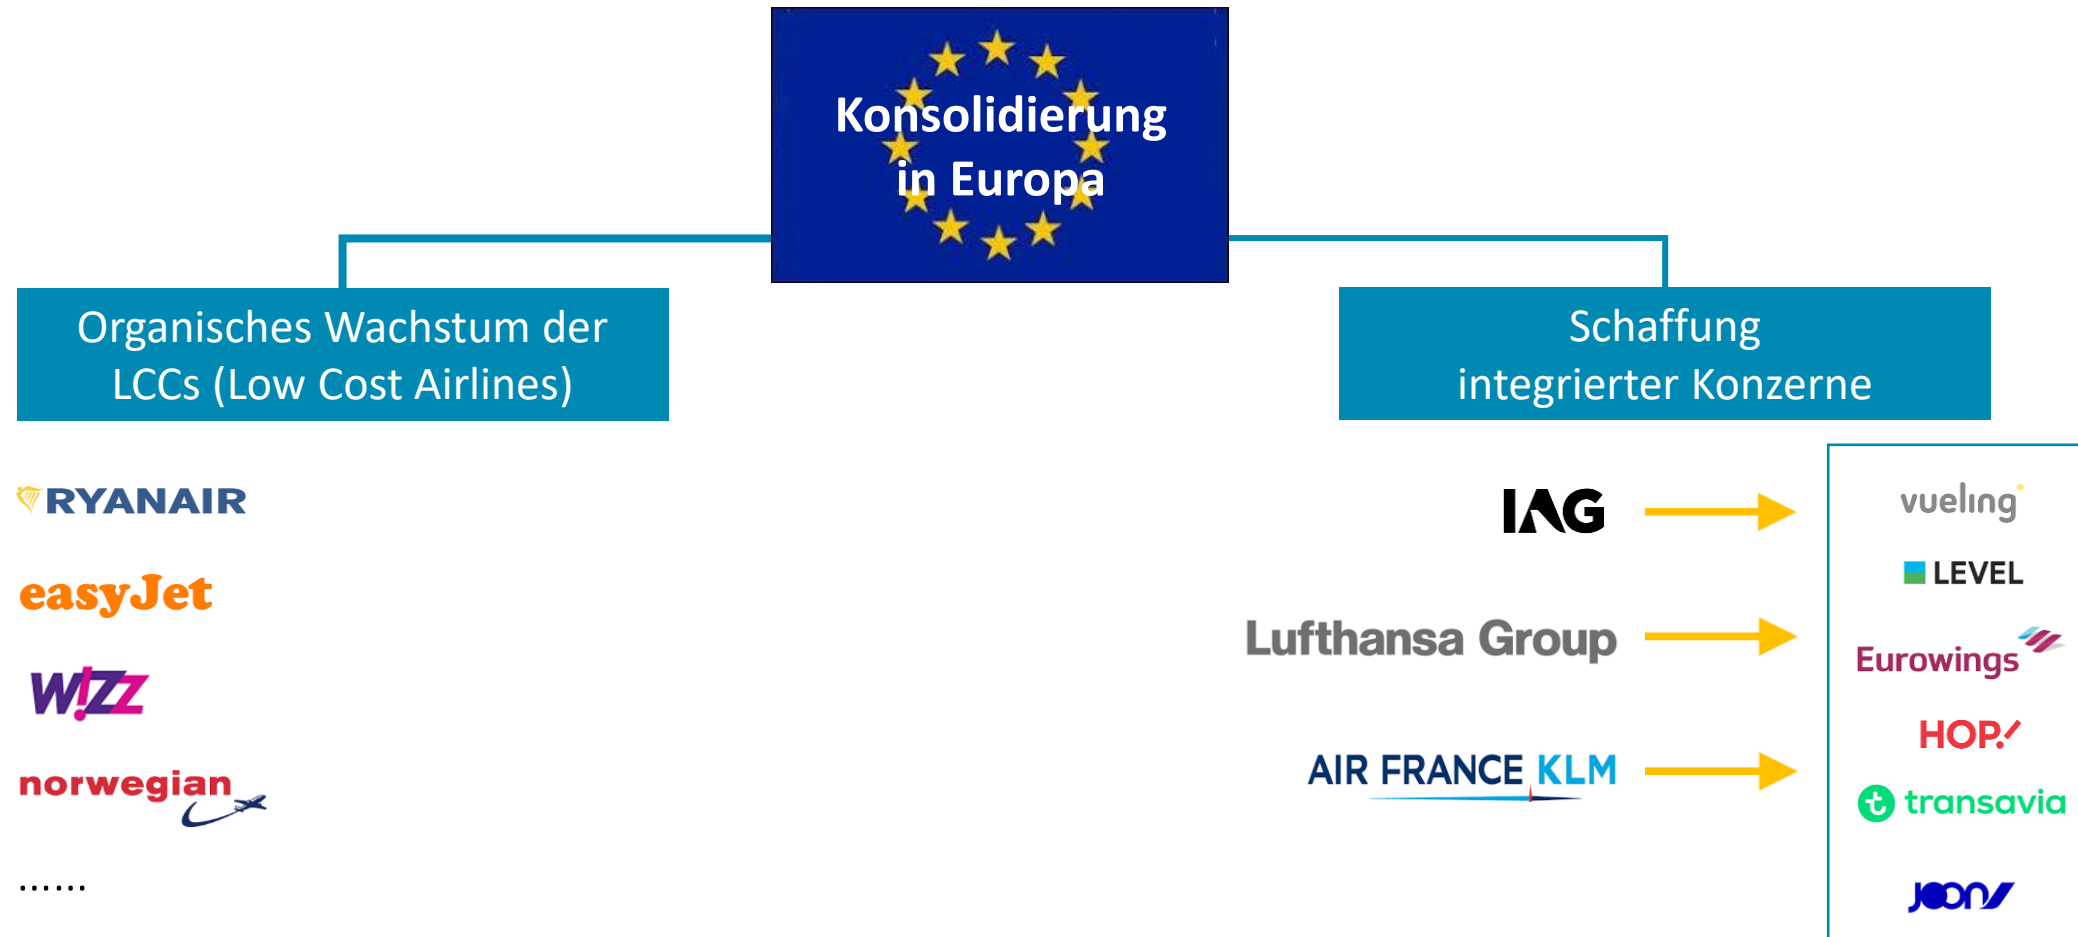 Konsolidierung
in Europa
Organisches Wachstum der
LCCs (Low Cost Airlines)
RYANAIR
easyJet
W!ZZ
norwegian
......
Schaffung
integrierter Konzerne
IAG
Lufthansa Group
AIR FRANCE KLM
vueling
LEVEL
Eurowings
HOP!
transavia
JOON